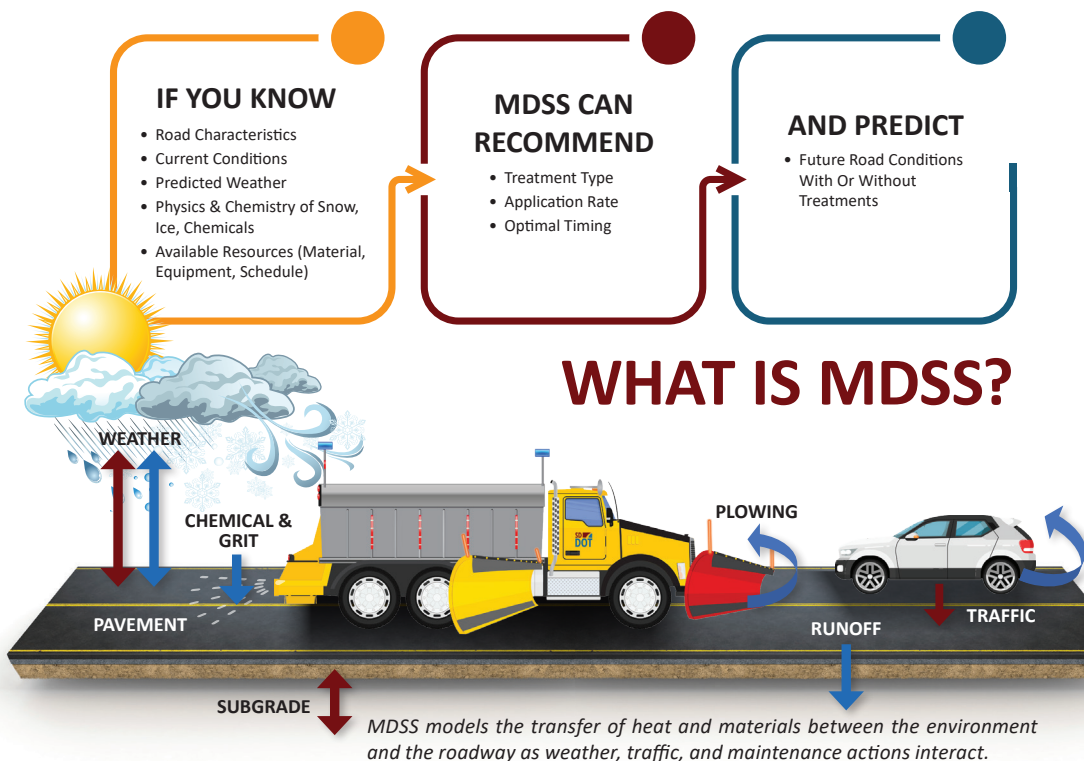 IF YOU KNOW
• Road Characteristics
• Current Conditions
• Predicted Weather
• Physics & Chemistry of Snow,
Ice, Chemicals
• Available Resources (Material,
Equipment, Schedule)
MDSS CAN
RECOMMEND
• Treatment Type
• Application Rate
• Optimal Timing
AND PREDICT
• Future Road Conditions
With Or Without
Treatments
WHAT IS MDSS?
WEATHER
CHEMICAL &
GRIT
SD
DOT
PLOWING
PAVEMENT
RUNOFF
TRAFFIC
SUBGRADE
MDSS models the transfer of heat and materials between the environment
and the roadway as weather, traffic, and maintenance actions interact.